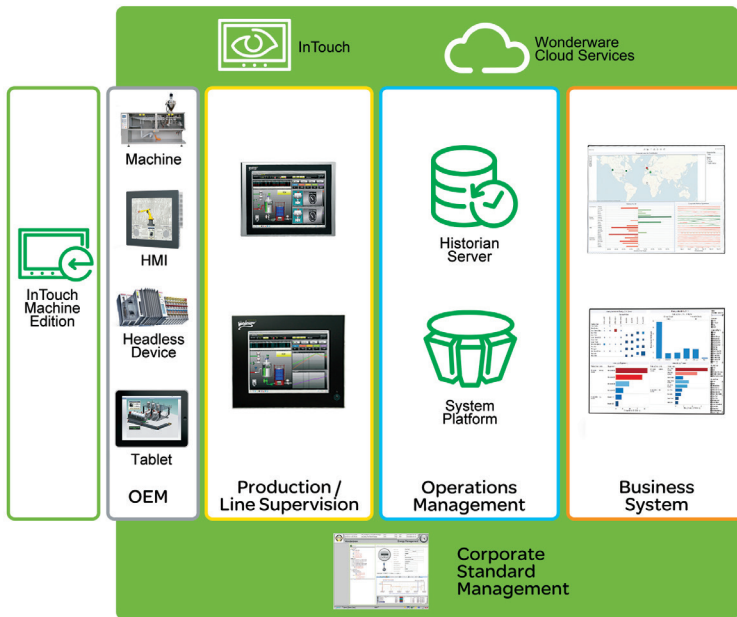 InTouch
Wonderware
Cloud Services
InTouch
Machine
Edition
Machine
HMI
Headless
Device
Tablet
OEM
Production /
Line Supervision
Historian
Server
System
Platform
Operations
Management
Business
System
Corporate
Standard
Management